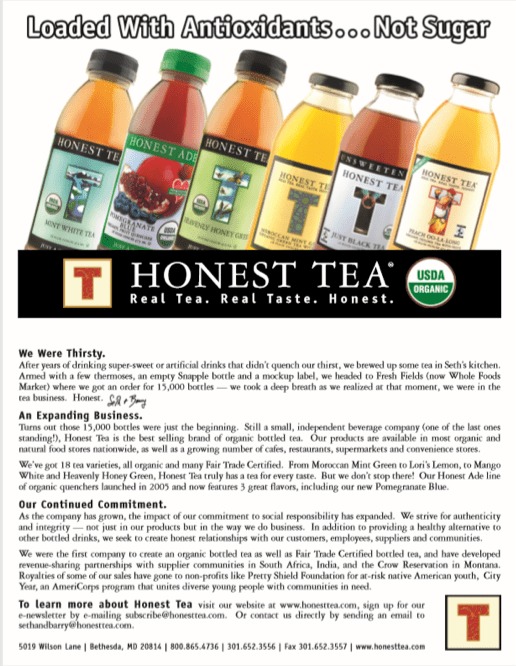 Loaded With Antioxidants...Not Sugar
HONEST TEA
MINT WHITE TEA
HONEST ADE
POMEGRANATE
HONEST TE
HEAVENLY HONEY GREE
HONEST TE
MOROCCAN MINT G
UNSWEETEN
HONEST TEA
JUST BLACK TEA
HONEST TEA
PEACH OO-LA-LONG
T HONEST TEA®
Real Tea. Real Taste. Honest.
USDA
ORGANIC
We Were Thirsty.
After years of drinking super-sweet or artificial drinks that didn't quench our thirst, we brewed up some tea in Seth's kitchen.
Armed with a few thermoses, an empty Snapple bottle and a mockup label, we headed to Fresh Fields (now Whole Foods
Market) where we got an order for 15,000 bottles — we took a deep breath as we realized at that moment, we were in the
tea business. Honest. Seth + Barry
An Expanding Business.
Turns out those 15,000 bottles were just the beginning. Still a small, independent beverage company (one of the last ones
standing!), Honest Tea is the best selling brand of organic bottled tea. Our products are available in most organic and
natural food stores nationwide, as well as a growing number of cafes, restaurants, supermarkets and convenience stores.
We've got 18 tea varieties, all organic and many Fair Trade Certified. From Moroccan Mint Green to Lori's Lemon, to Mango
White and Heavenly Honey Green, Honest Tea truly has a tea for every taste. But we don't stop there! Our Honest Ade line
of organic quenchers launched in 2005 and now features 3 great flavors, including our new Pomegranate Blue.
Our Continued Commitment.
As the company has grown, the impact of our commitment to social responsibility has expanded. We strive for authenticity
and integrity — not just in our products but in the way we do business. In addition to providing a healthy alternative to
other bottled drinks, we seek to create honest relationships with our customers, employees, suppliers and communities.
We were the first company to create an organic bottled tea as well as Fair Trade Certified bottled tea, and have developed
revenue-sharing partnerships with supplier communities in South Africa, India, and the Crow Reservation in Montana.
Royalties of some of our sales have gone to non-profits like Pretty Shield Foundation for at-risk native American youth, City
Year, an AmeriCorps program that unites diverse young people with communities in need.
To learn more about Honest Tea visit our website at www.honesttea.com, sign up for our
e-newsletter by e-mailing subscribe@honesttea.com. Or contact us directly by sending an email to
sethandbarry@honesttea.com.
T
5019 Wilson Lane | Bethesda, MD 20814 | 800.865.4736 | 301.652.3556 | Fax 301.652.3557 | www.honesttea.com